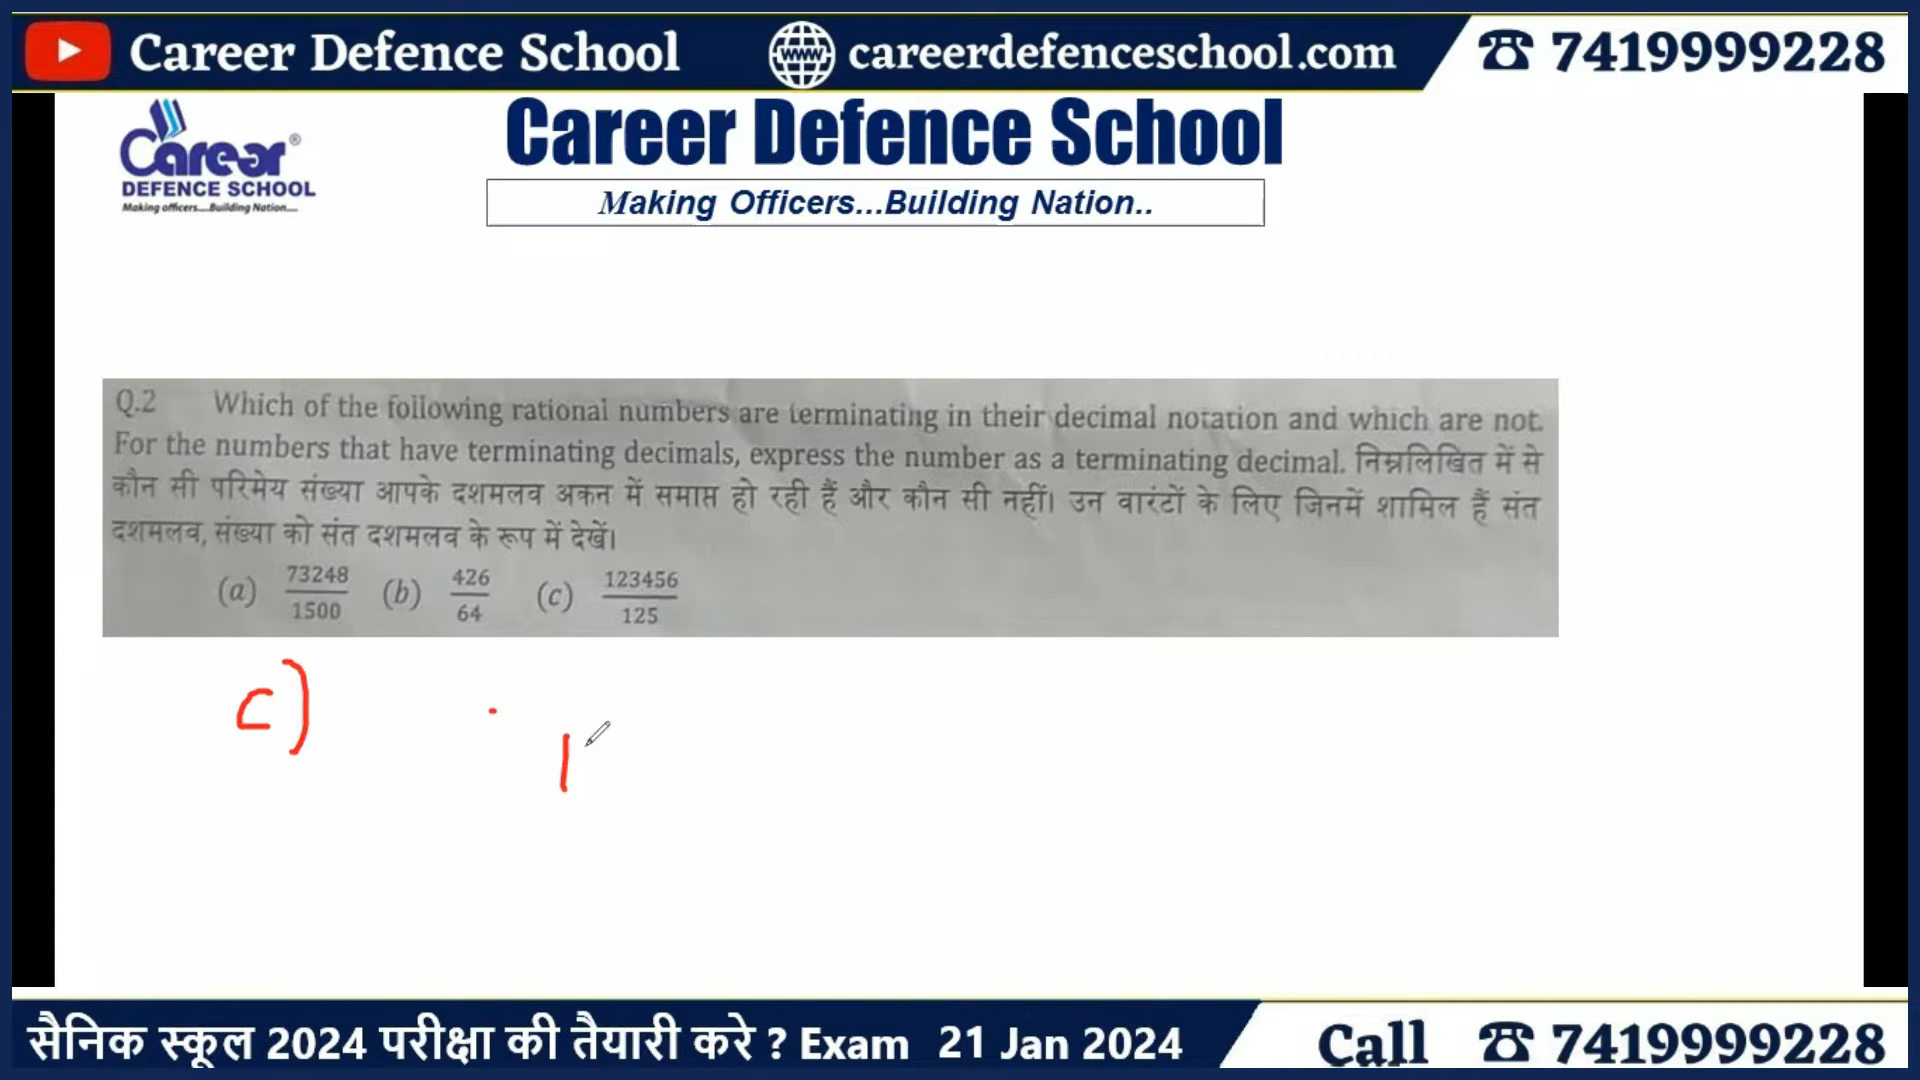 Career Defence School
www
careerdefenceschool.com
☎ 7419999228
Career®
DEFENCE SCHOOL
Making officers....Building Nation....
Career Defence School
Making Officers...Building Nation..
Q.2 Which of the following rational numbers are terminating in their decimal notation and which are not.
For the numbers that have terminating decimals, express the number as a terminating decimal. निम्नलिखित में से
कौन सी परिमेय संख्या आपके दशमलव अकन में समाप्त हो रही हैं और कौन सी नहीं। उन वारंटों के लिए जिनमें शामिल हैं संत
दशमलव, संख्या को संत दशमलव के रूप में देखें।
(a) 73248/1500 (b) 426/64 (c) 123456/125
c)
1
सैनिक स्कूल 2024 परीक्षा की तैयारी करे ? Exam 21 Jan 2024
Call ☎ 7419999228